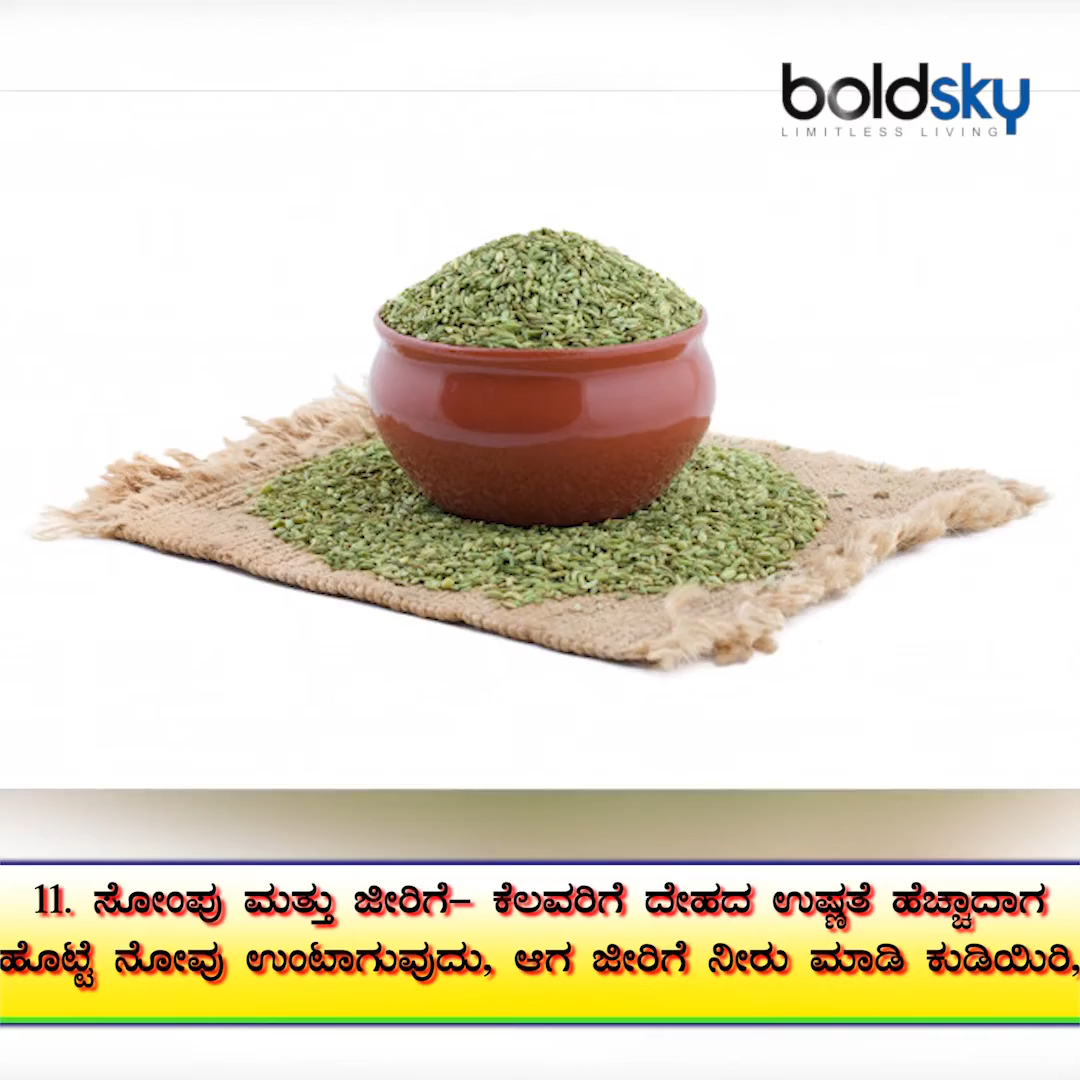 boldsky
LIMITLESS LIVING
11. ಸೋಂಪು ಮತ್ತು ಜೀರಿಗೆ– ಕೆಲವರಿಗೆ ದೇಹದ ಉಷ್ಣತೆ ಹೆಚ್ಚಾದಾಗ
ಹೊಟ್ಟೆ ನೋವು ಉಂಟಾಗುವುದು, ಆಗ ಜೀರಿಗೆ ನೀರು ಮಾಡಿ ಕುಡಿಯಿರಿ,